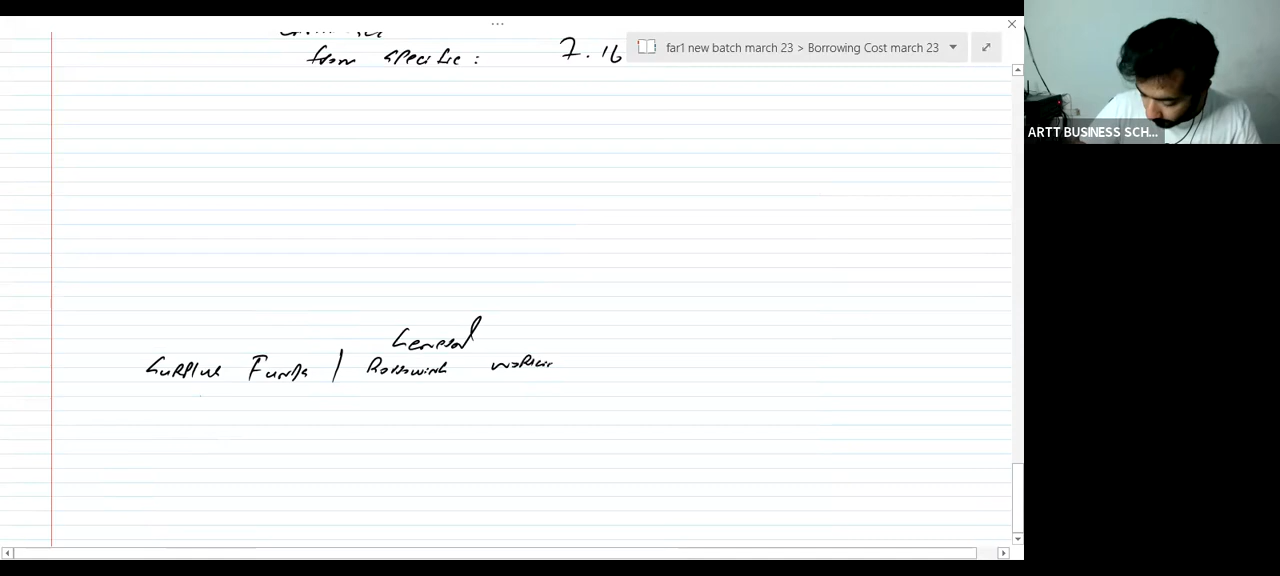 from specific : 7.16
far1 new batch march 23 > Borrowing Cost march 23
ARTT BUSINESS SCH...
General
Surplus Funds / Borrowing